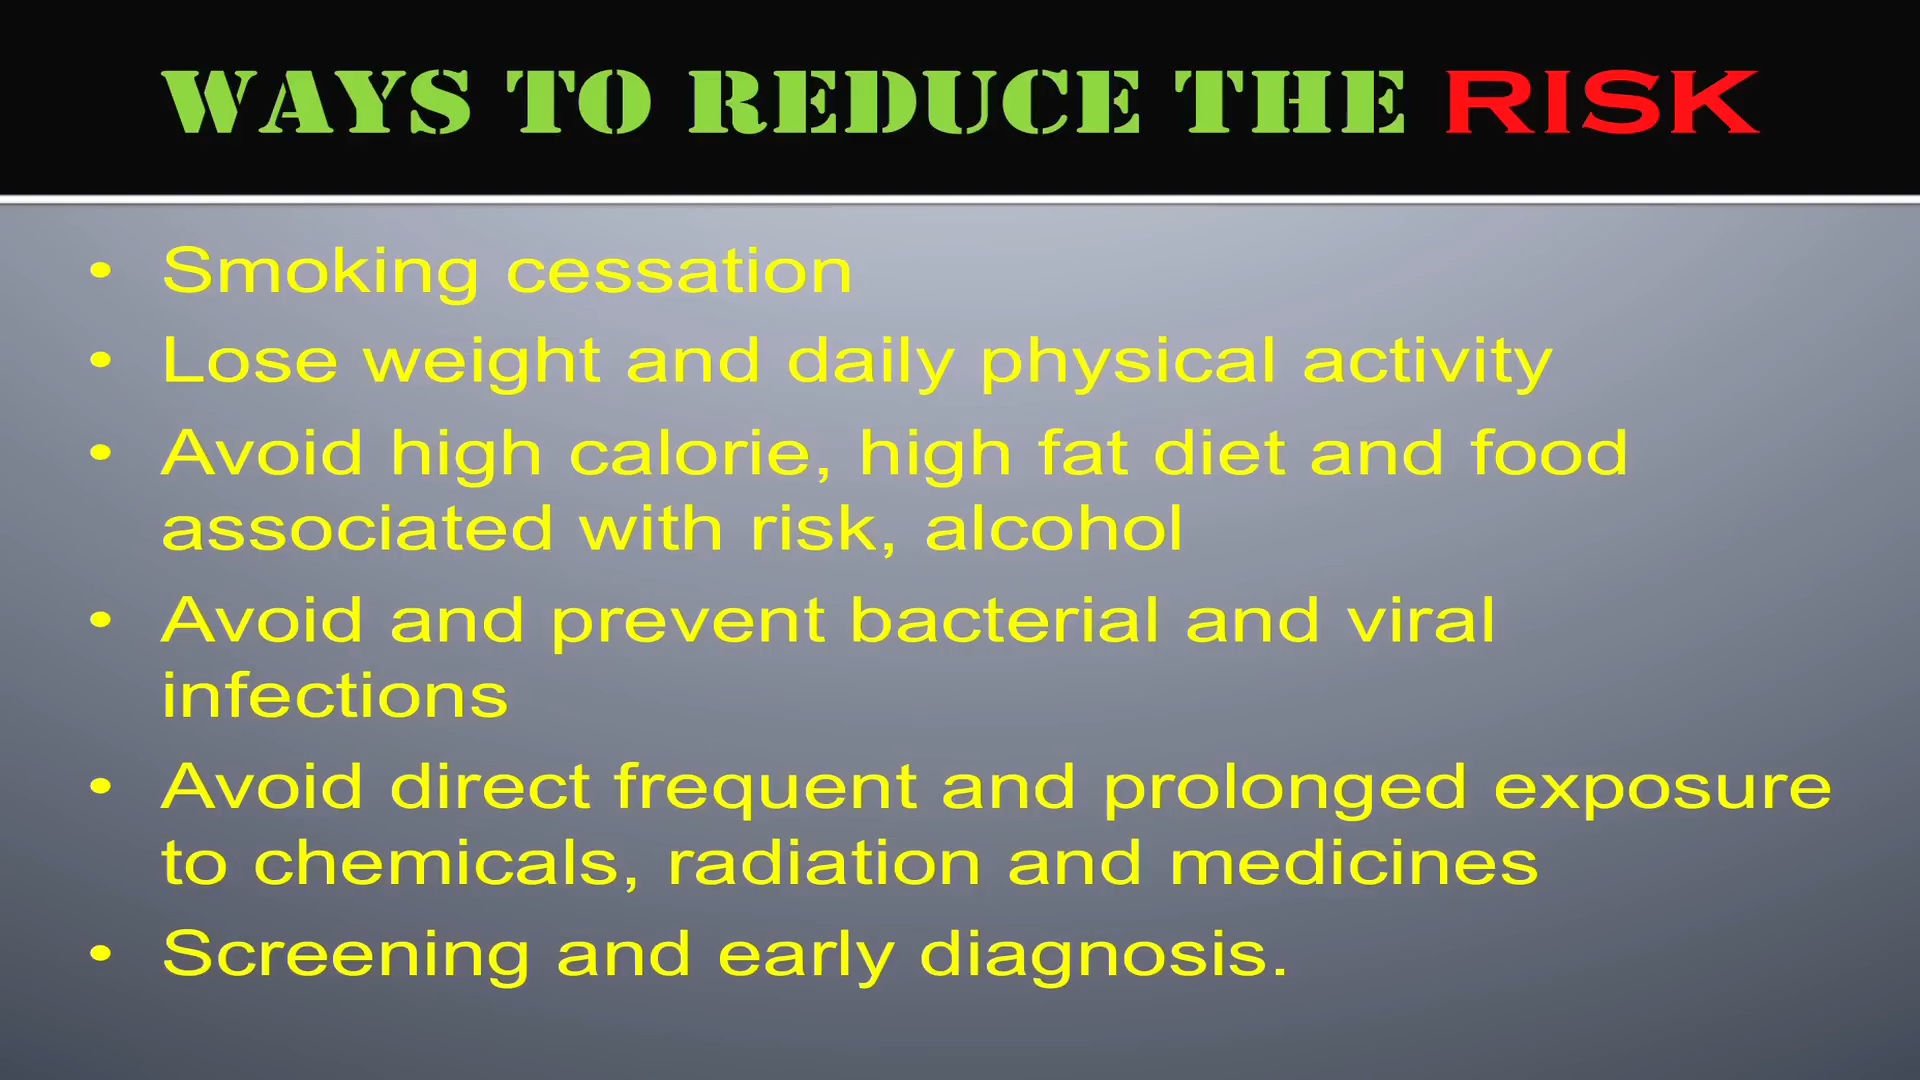 WAYS TO REDUCE THE RISK
• Smoking cessation
• Lose weight and daily physical activity
• Avoid high calorie, high fat diet and food
associated with risk, alcohol
• Avoid and prevent bacterial and viral
infections
• Avoid direct frequent and prolonged exposure
to chemicals, radiation and medicines
• Screening and early diagnosis.